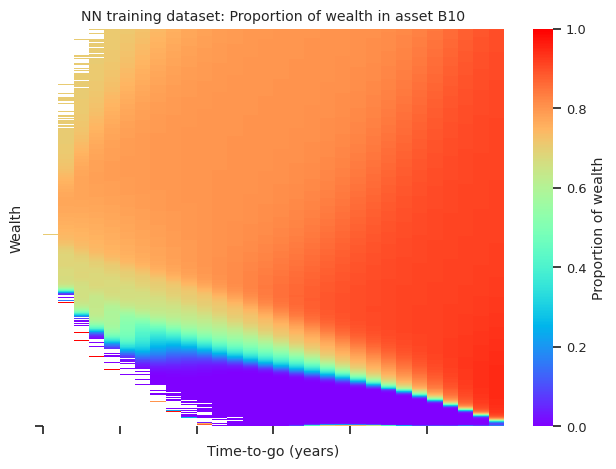 NN training dataset: Proportion of wealth in asset B10
Wealth
Time-to-go (years)
1.0
0.8
0.6
0.4
0.2
0.0
Proportion of wealth